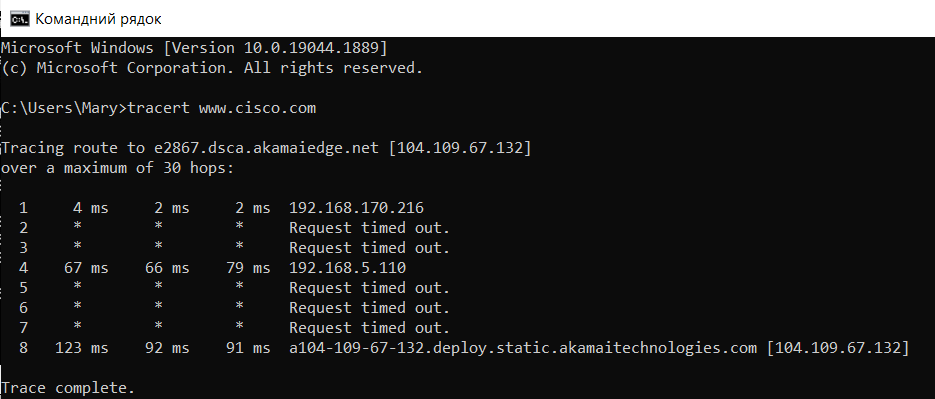 Командний рядок
Microsoft Windows [Version 10.0.19044.1889]
(c) Microsoft Corporation. All rights reserved.
C:\Users\Mary>tracert www.cisco.com
Tracing route to e2867.dsca.akamaiedge.net [104.109.67.132]
over a maximum of 30 hops:
1 4 ms 2 ms 2 ms 192.168.170.216
2 * * * Request timed out.
3 * * * Request timed out.
4 67 ms 66 ms 79 ms 192.168.5.110
5 * * * Request timed out.
6 * * * Request timed out.
7 * * * Request timed out.
8 123 ms 92 ms 91 ms a104-109-67-132.deploy.static.akamaitechnologies.com [104.109.67.132]
Trace complete.